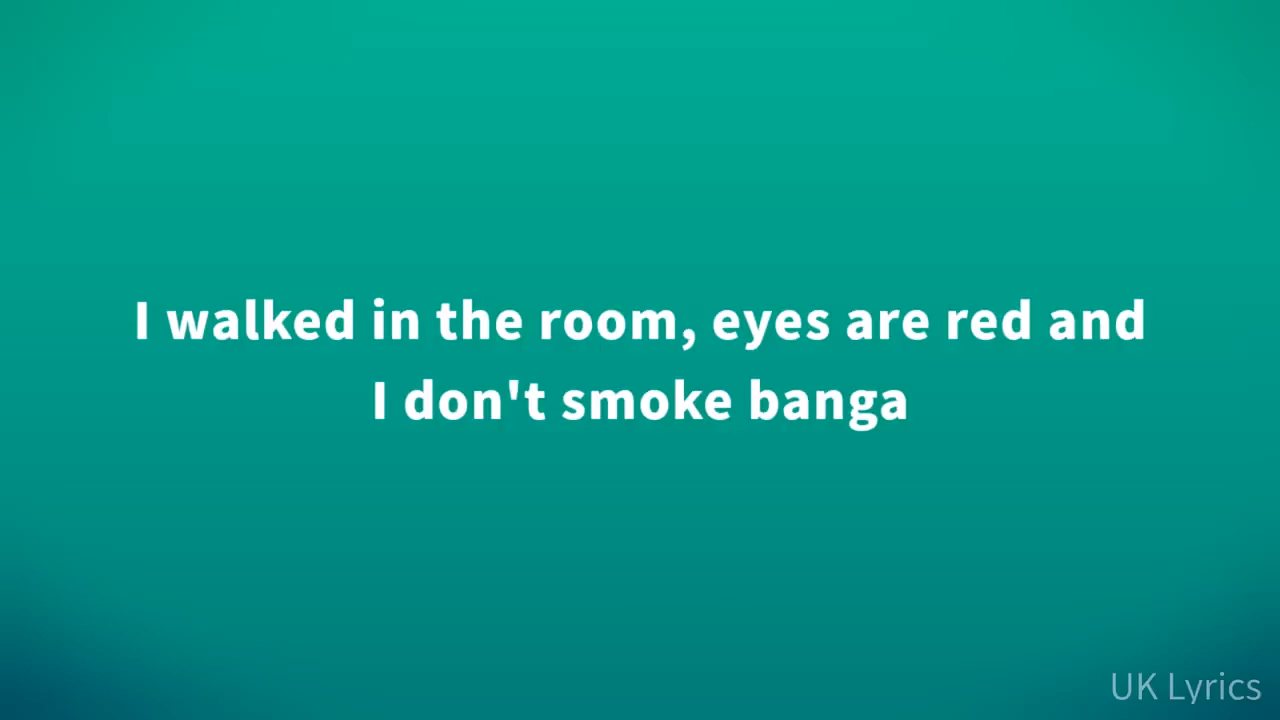 I walked in the room, eyes are red and
I don't smoke banga
UK Lyrics